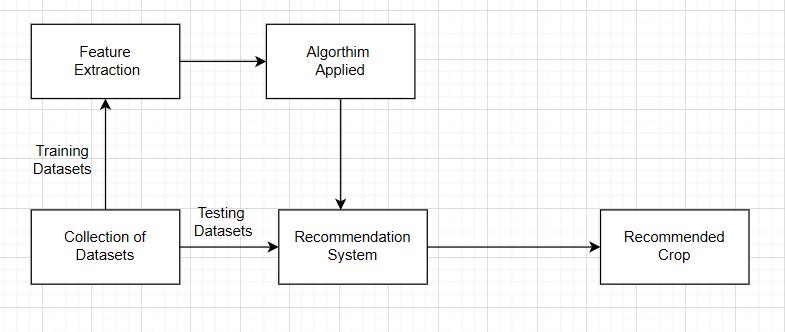 Feature
Extraction
Algorthim
Applied
Training
Datasets
Collection of
Datasets
Testing
Datasets
Recommendation
System
Recommended
Crop